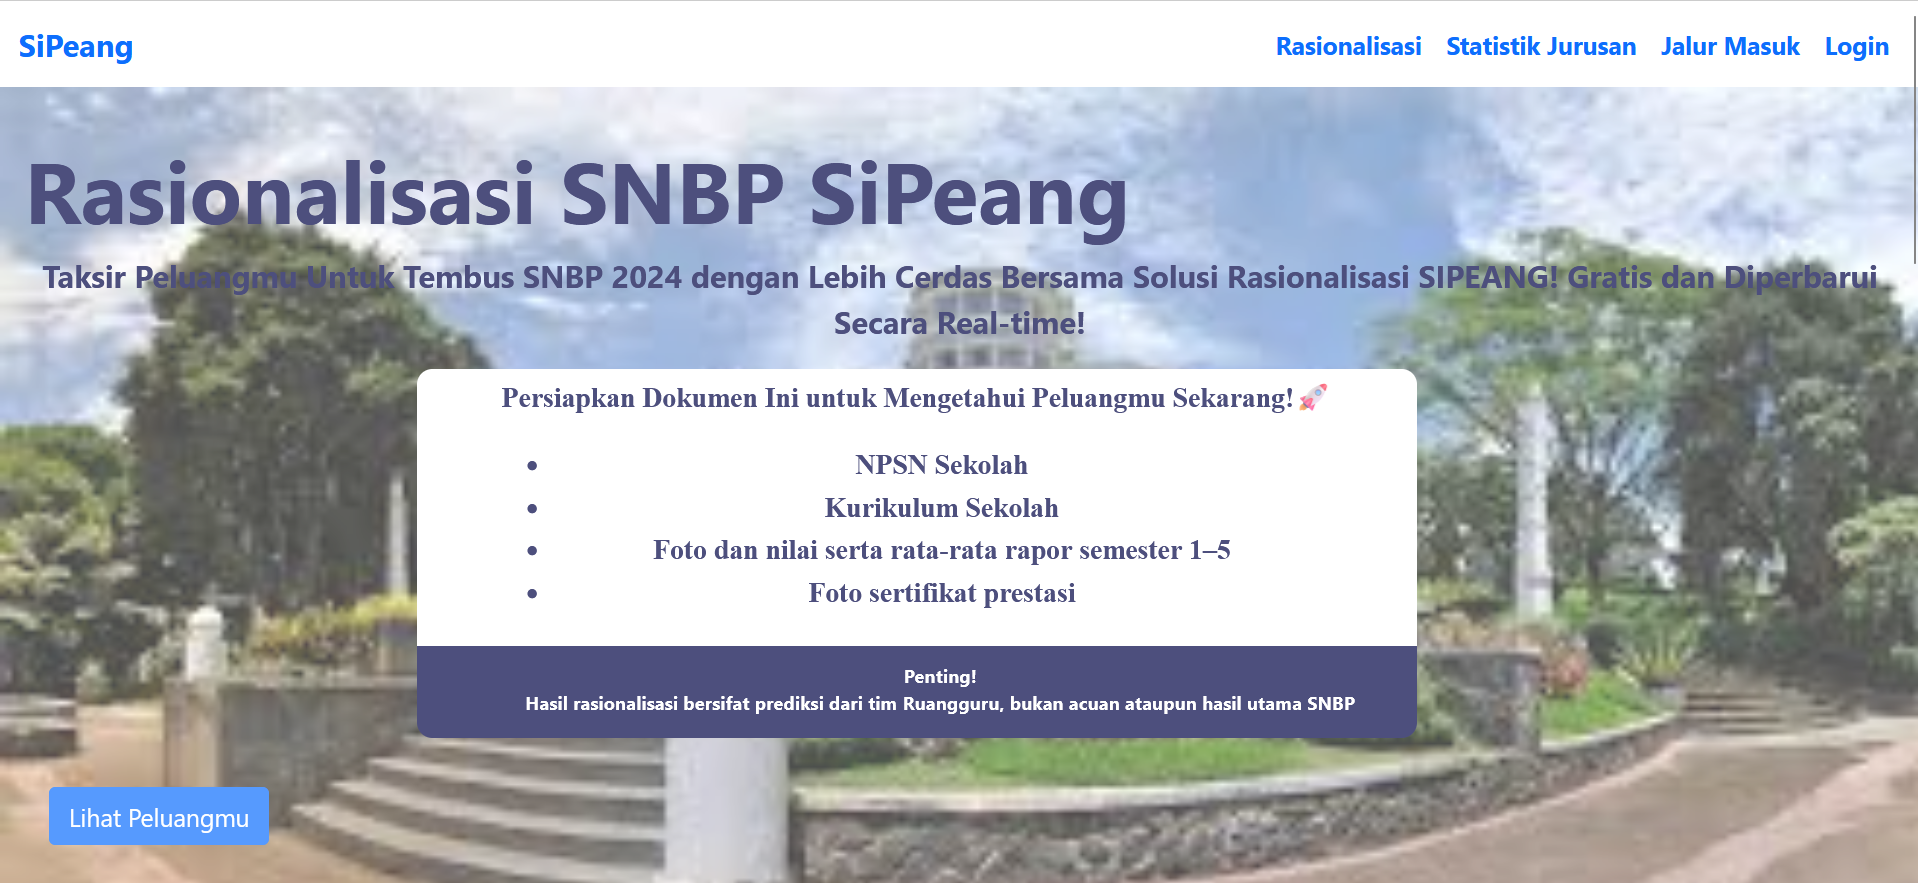 SiPeang
Rasionalisasi Statistik Jurusan Jalur Masuk Login
Rasionalisasi SNBP SiPeang
Taksir Peluangmu Untuk Tembus SNBP 2024 dengan Lebih Cerdas Bersama Solusi Rasionalisasi SIPEANG! Gratis dan Diperbarui
Secara Real-time!
Persiapkan Dokumen Ini untuk Mengetahui Peluangmu Sekarang!🚀
• NPSN Sekolah
• Kurikulum Sekolah
• Foto dan nilai serta rata-rata rapor semester 1–5
• Foto sertifikat prestasi
Penting!
Hasil rasionalisasi bersifat prediksi dari tim Ruangguru, bukan acuan ataupun hasil utama SNBP
Lihat Peluangmu